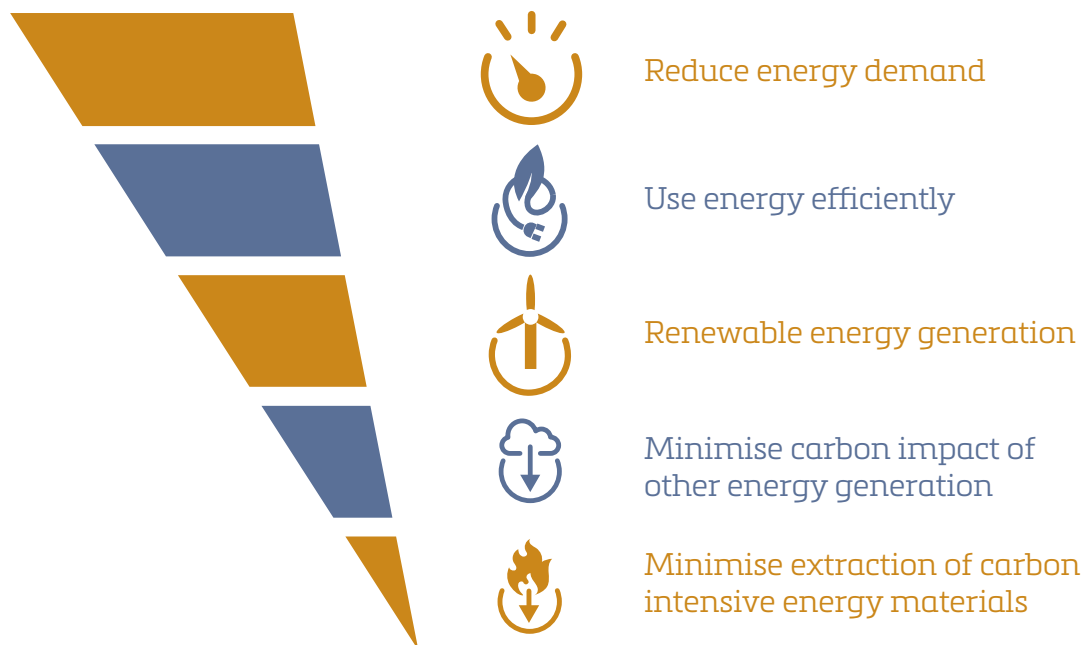 Reduce energy demand
Use energy efficiently
Renewable energy generation
Minimise carbon impact of
other energy generation
Minimise extraction of carbon
intensive energy materials